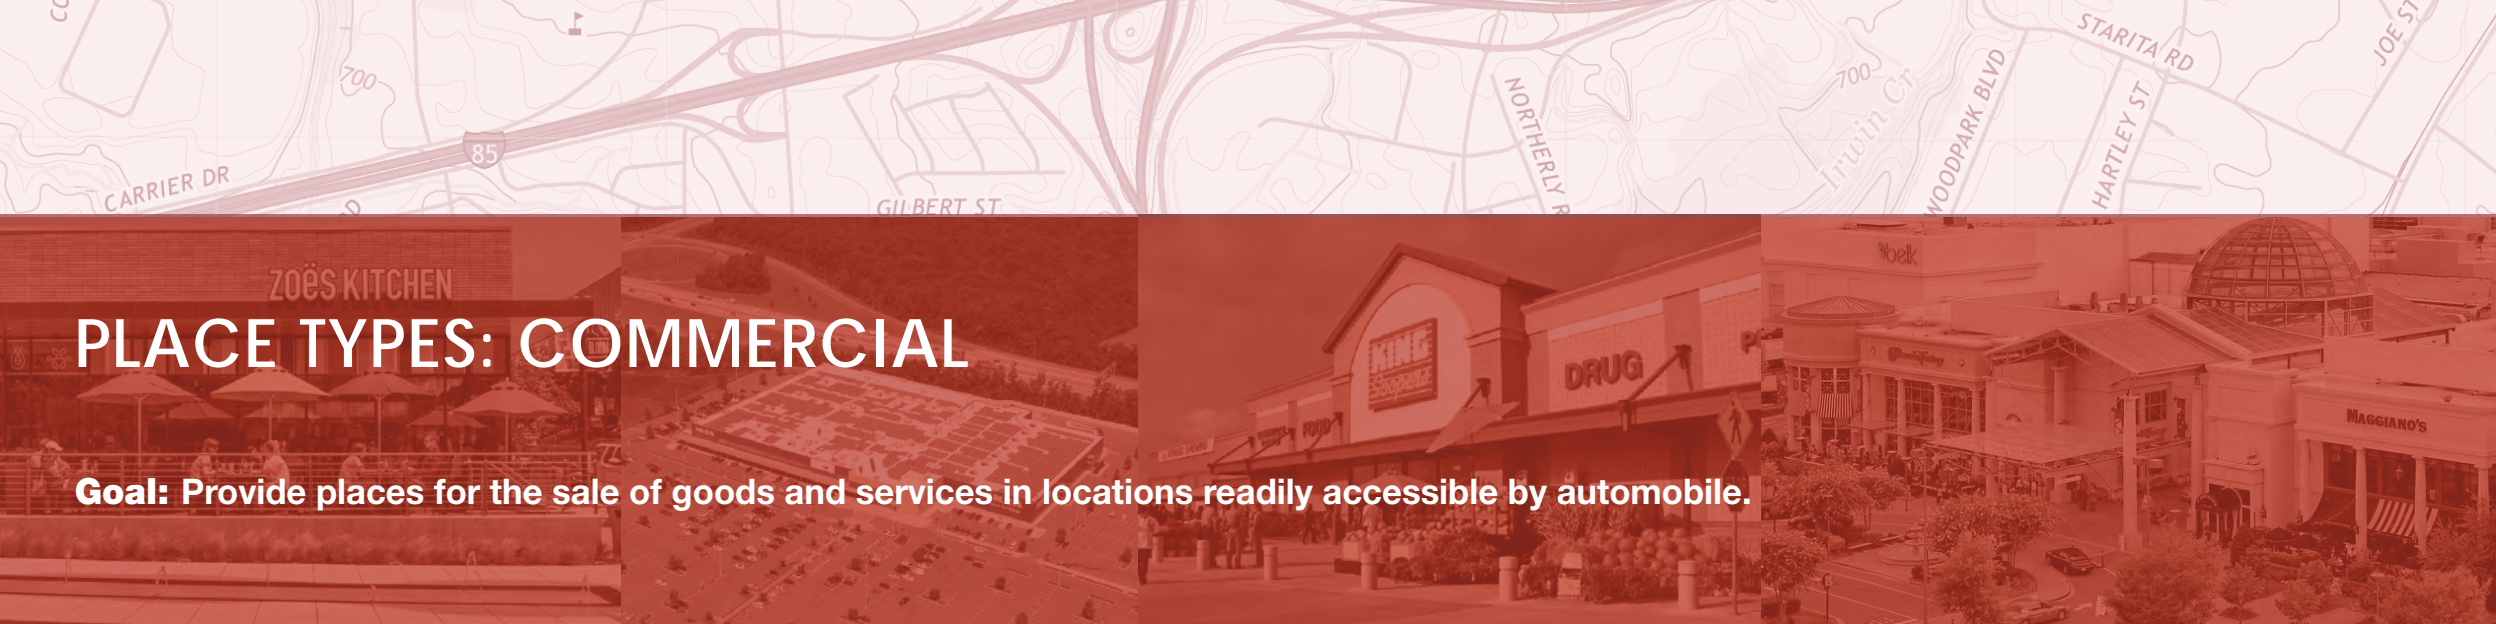 700
85
CARRIER DR
GILBERT ST
NORTHERLY R
700
Irwin Cr
WOODPARK BLVD
STARITA RD
HARTLEY ST
JOE ST
ZOËS KITCHEN
belk
PLACE TYPES: COMMERCIAL
KING
Soopers
FOOD
DRUG
MAGGIANO'S
Goal: Provide places for the sale of goods and services in locations readily accessible by automobile.